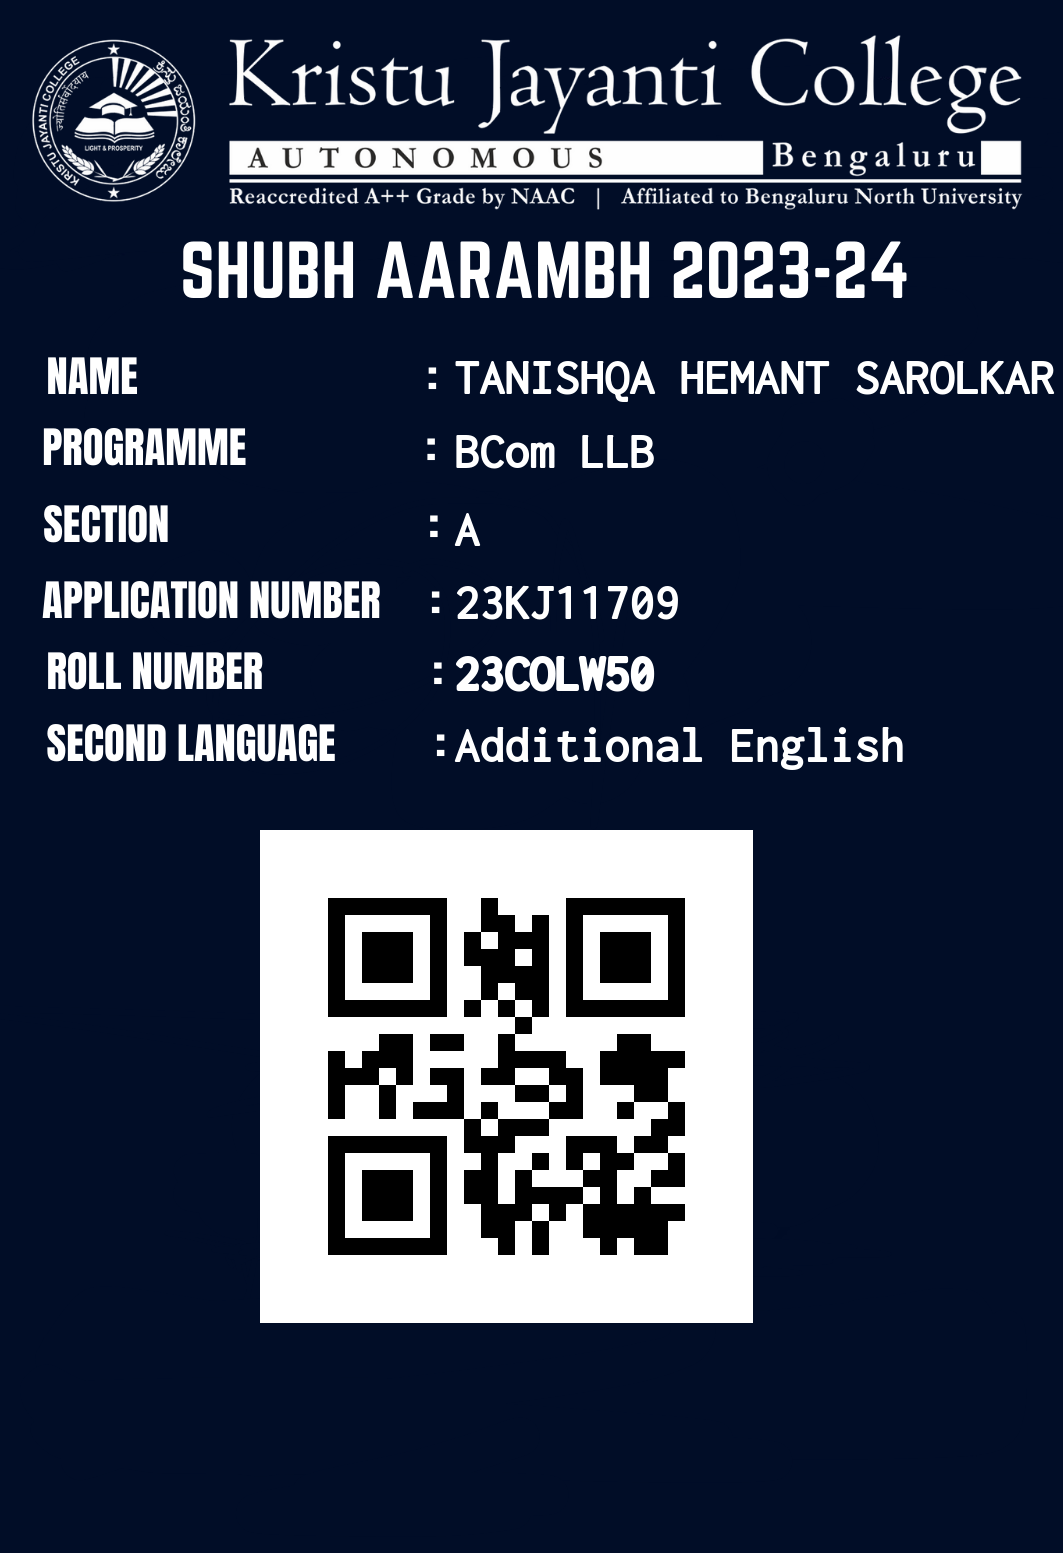 KRISTU JAYANTI COLLEGE
ಕ್ರಿಸ್ತು ಜಯಂತಿ ಕಾಲೇಜು
LIGHT & PROSPERITY
Kristu Jayanti College
AUTONOMOUS Bengaluru
Reaccredited A++ Grade by NAAC | Affiliated to Bengaluru North University
SHUBH AARAMBH 2023-24
NAME : TANISHQA HEMANT SAROLKAR
PROGRAMME : BCom LLB
SECTION : A
APPLICATION NUMBER : 23KJ11709
ROLL NUMBER : 23COLW50
SECOND LANGUAGE : Additional English